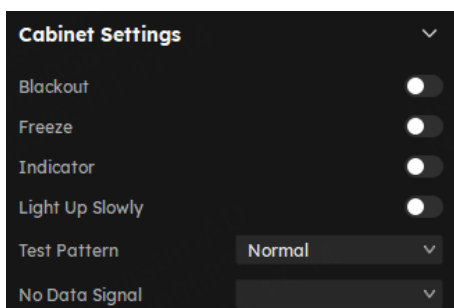 Cabinet Settings
Blackout
Freeze
Indicator
Light Up Slowly
Test Pattern Normal
No Data Signal